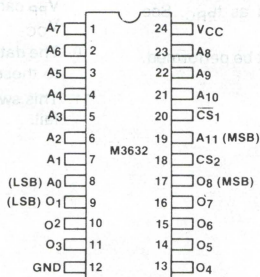 A7 1 24 VCC
A6 2 23 A8
A5 3 22 A9
A4 4 21 A10
A3 5 20 CS1
A2 6 19 A11 (MSB)
A1 7 M3632 18 CS2
(LSB) A0 8 17 O8 (MSB)
(LSB) O1 9 16 O7
O2 10 15 O6
O3 11 14 O5
GND 12 13 O4